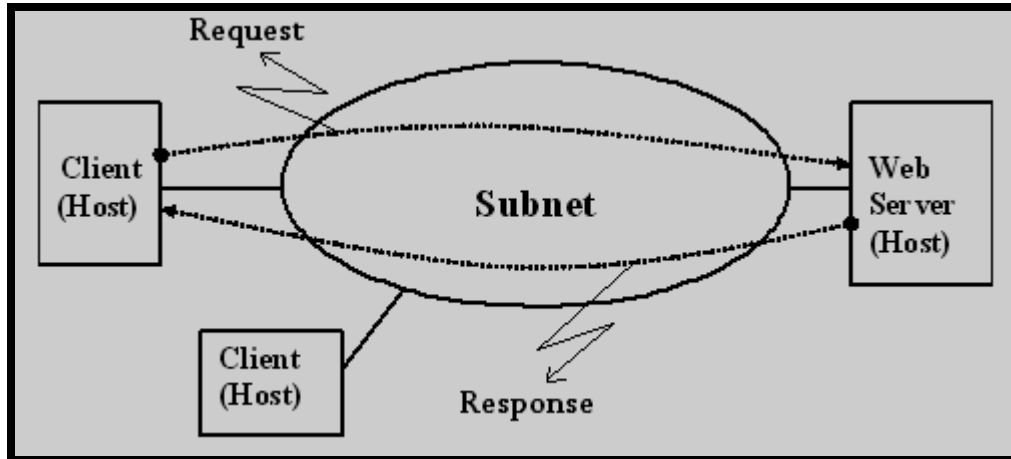 Request
Client
(Host)
Subnet
Web
Server
(Host)
Client
(Host)
Response